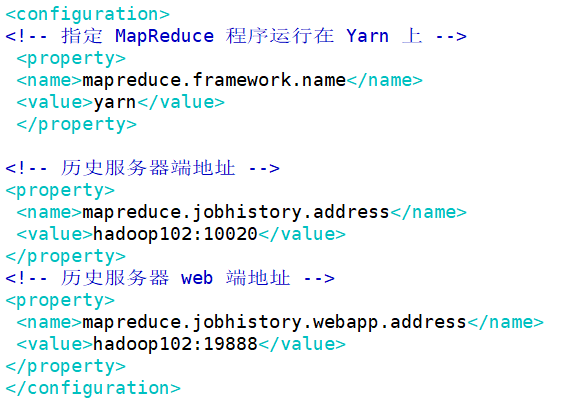 <configuration>
<!-- 指定 MapReduce 程序运行在 Yarn 上 -->
 <property>
 <name>mapreduce.framework.name</name>
 <value>yarn</value>
 </property>

<!-- 历史服务器端地址 -->
<property>
 <name>mapreduce.jobhistory.address</name>
 <value>hadoop102:10020</value>
</property>
<!-- 历史服务器 web 端地址 -->
<property>
 <name>mapreduce.jobhistory.webapp.address</name>
 <value>hadoop102:19888</value>
</property>
</configuration>